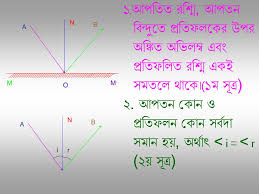 ১.আপতিত রশ্মি, আপতন
বিন্দুতে প্রতিফলকের উপর
অঙ্কিত অভিলম্ব এবং
প্রতিফলিত রশ্মি একই
সমতলে থাকে।(১ম সূত্র)
২. আপতন কোন ও
প্রতিফলন কোন সর্বদা
সমান হয়, অর্থাৎ < i = < r
(২য় সূত্র)
A N B
M O M
A N B
i r